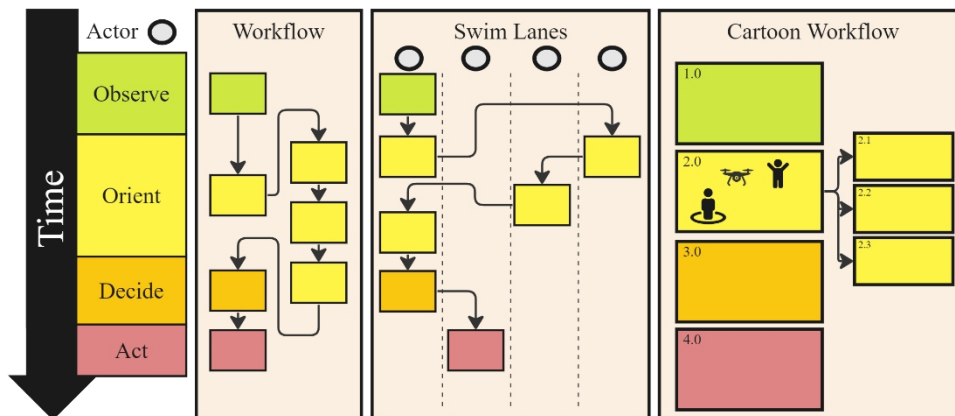 Actor
Workflow
Swim Lanes
Cartoon Workflow
Time
Observe
Orient
Decide
Act
1.0
2.0
2.1
2.2
2.3
3.0
4.0